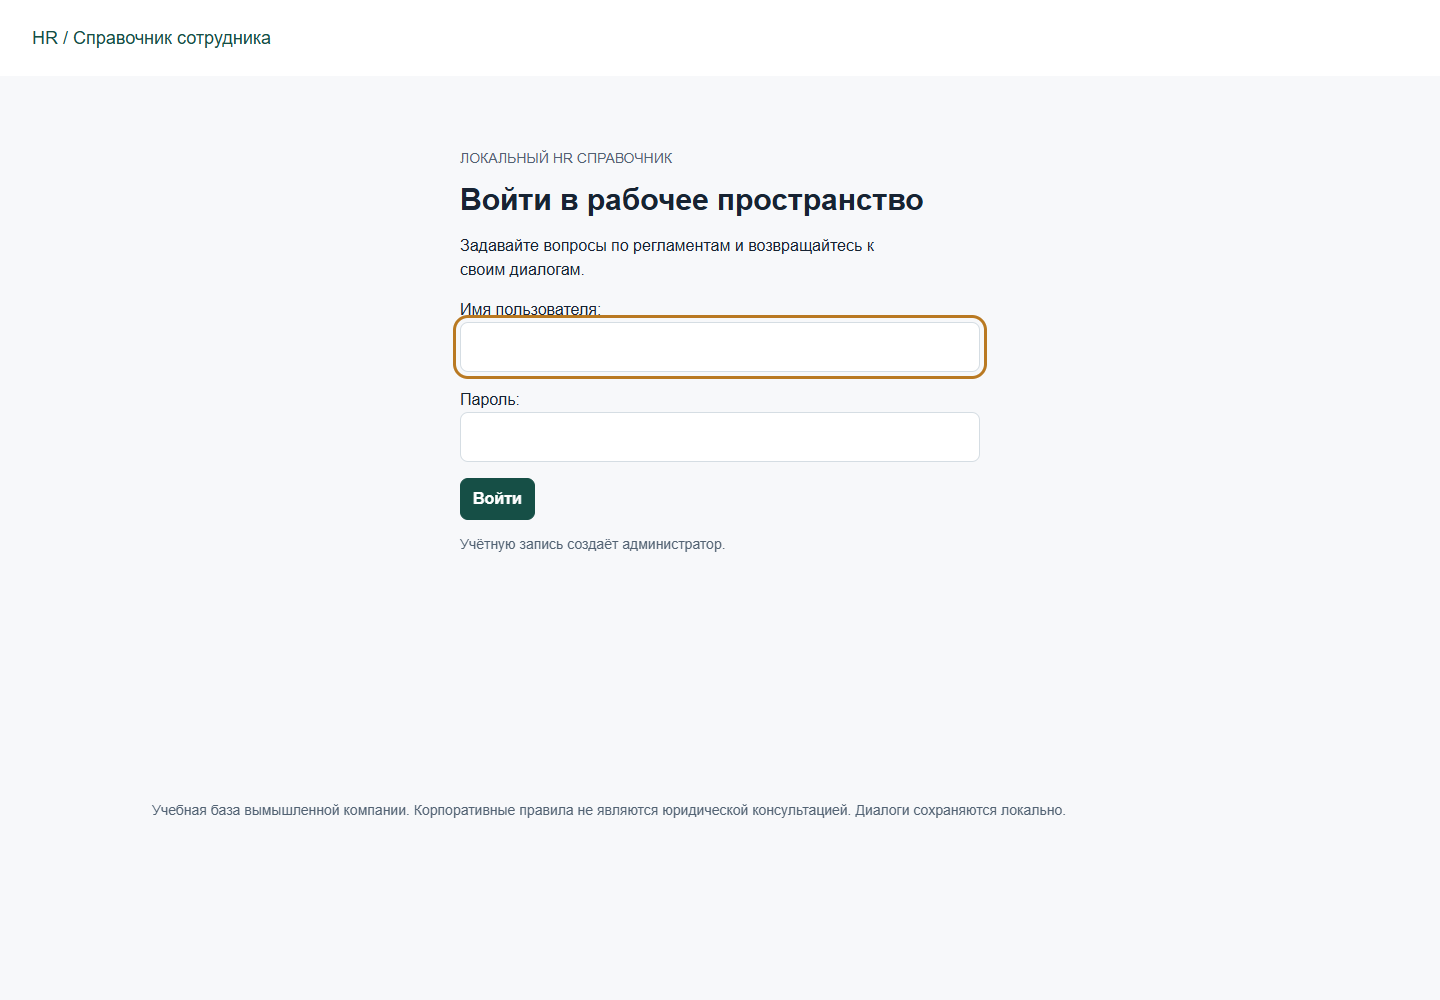 HR / Справочник сотрудника
ЛОКАЛЬНЫЙ HR СПРАВОЧНИК
Войти в рабочее пространство
Задавайте вопросы по регламентам и возвращайтесь к
своим диалогам.
Имя пользователя:
Пароль:
Войти
Учётную запись создаёт администратор.
Учебная база вымышленной компании. Корпоративные правила не являются юридической консультацией. Диалоги сохраняются локально.